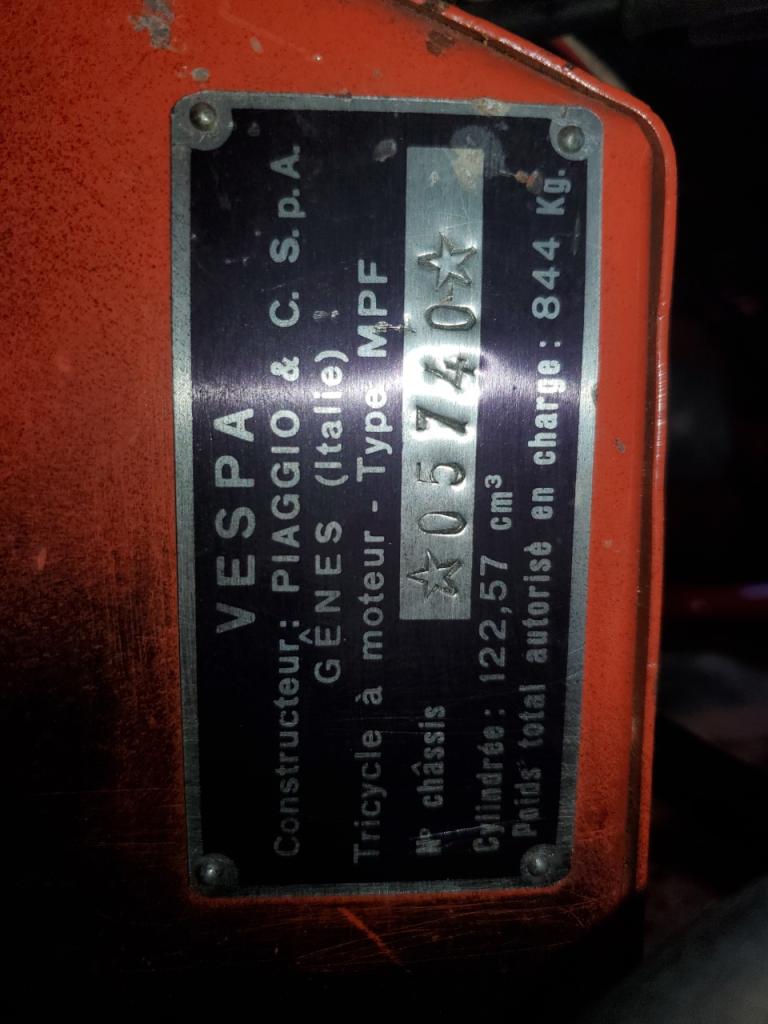 VESPA
Constructeur: PIAGGIO & C. S.p.A.
GÊNES (Italie)
Tricycle à moteur - Type MPF
Nº châssis ☆05740☆
Cylindrée: 122,57 cm³
Poids total autorisè en charge: 844 Kg.